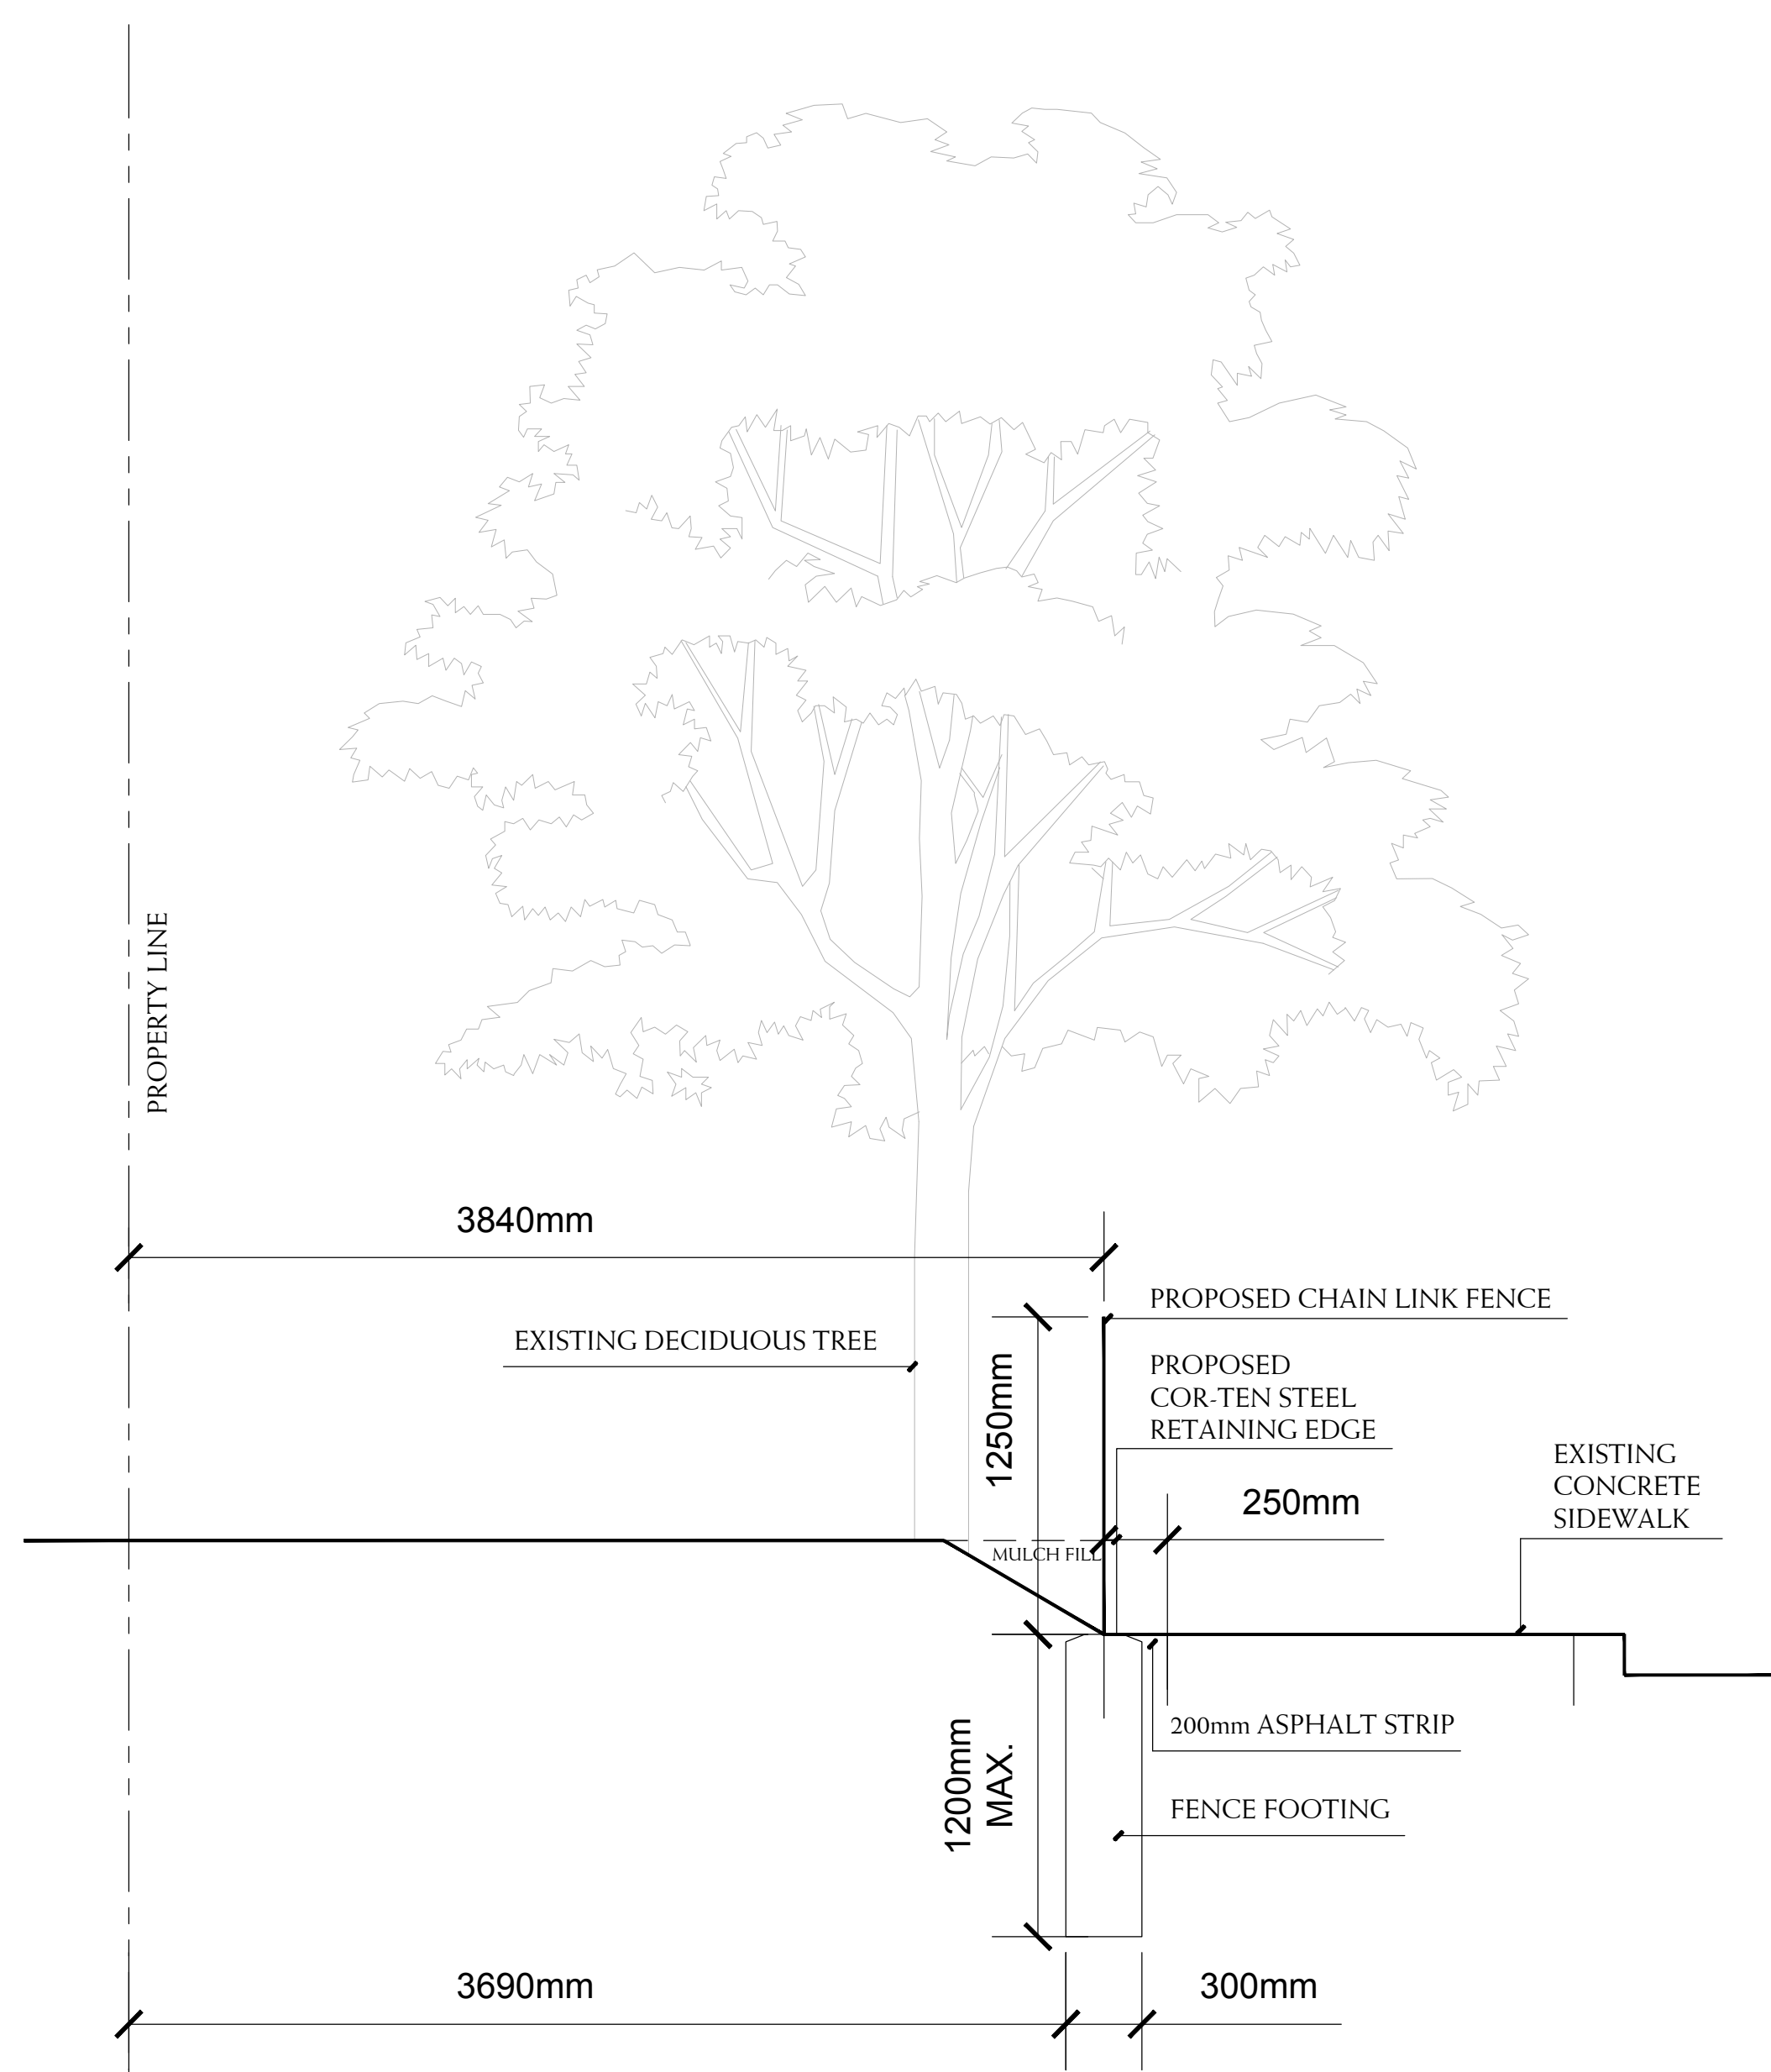 PROPERTY LINE
3840mm
PROPOSED CHAIN LINK FENCE
EXISTING DECIDUOUS TREE
1250mm
PROPOSED
COR-TEN STEEL
RETAINING EDGE
EXISTING
CONCRETE
SIDEWALK
250mm
MULCH FILL
200mm ASPHALT STRIP
1200mm
MAX.
FENCE FOOTING
3690mm
300mm